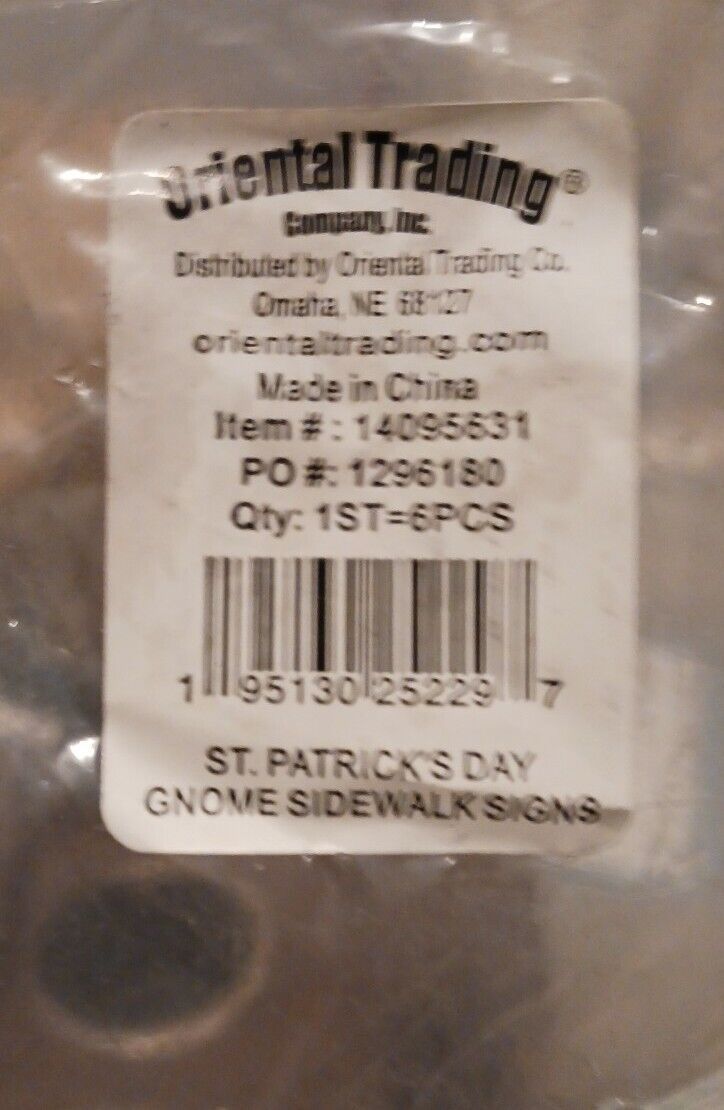 Oriental Trading®
Company, Inc.
Distributed by Oriental Trading Co.
Omaha, NE 68127
orientaltrading.com
Made in China
Item # : 14095631
PO #: 1296180
Qty: 1ST=6PCS
1 95130 25229 7
ST. PATRICK'S DAY
GNOME SIDEWALK SIGNS